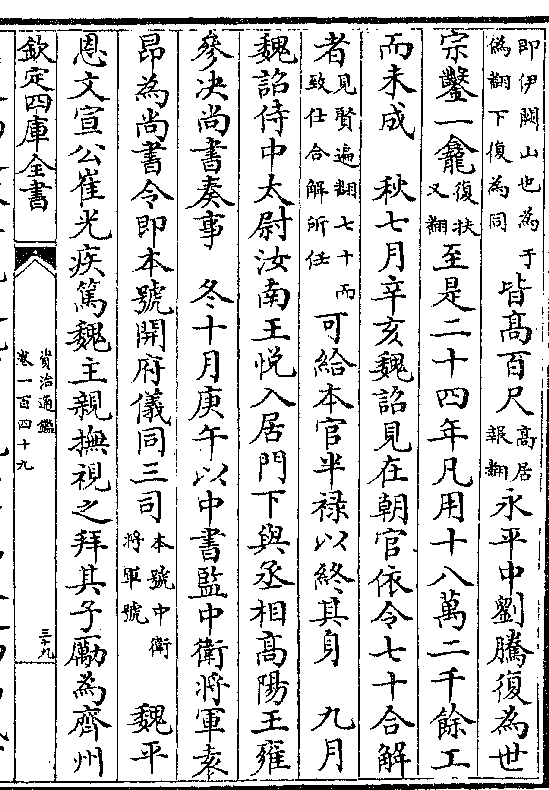 即伊闕山也為于
偽翻下復為同
皆髙百尺
髙居
報翻
永平中劉騰復為世
宗鑿一龕
復扶
又翻
至是二十四年凡用十八萬二千餘工
而未成　秋七月辛亥魏詔見在朝官依令七十合解
者
見賢遍翻七十而
致仕合解所任
可給本官半禄以終其身　九月
魏詔侍中太尉汝南王悦入居門下與丞相髙陽王雍
參决尚書奏事　冬十月庚午以中書監中衛將軍袁
昂為尚書令即本號開府儀同三司
本號中衛
將軍號
魏平
恩文宣公崔光疾篤魏主親撫視之拜其子勵為齊州
欽定四庫全書
資治通鑑
卷一百四十九
三十九